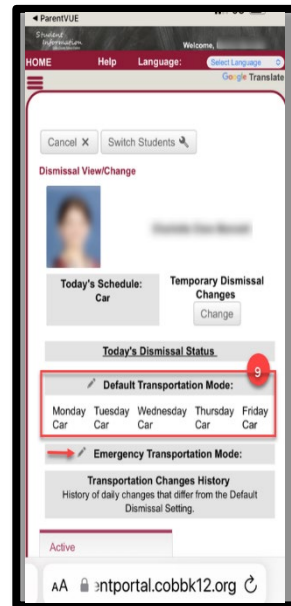 ◀ ParentVUE
Student
Information
Welcome,
HOME Help Language: Select Language
Google Translate
Cancel X Switch Students
Dismissal View/Change
Today's Schedule:
Car
Temporary Dismissal
Changes
Change
Today's Dismissal Status
9
Default Transportation Mode:
Monday Tuesday Wednesday Thursday Friday
Car Car Car Car Car
Emergency Transportation Mode:
Transportation Changes History
History of daily changes that differ from the Default
Dismissal Setting.
Active
AA entportal.cobbk12.org